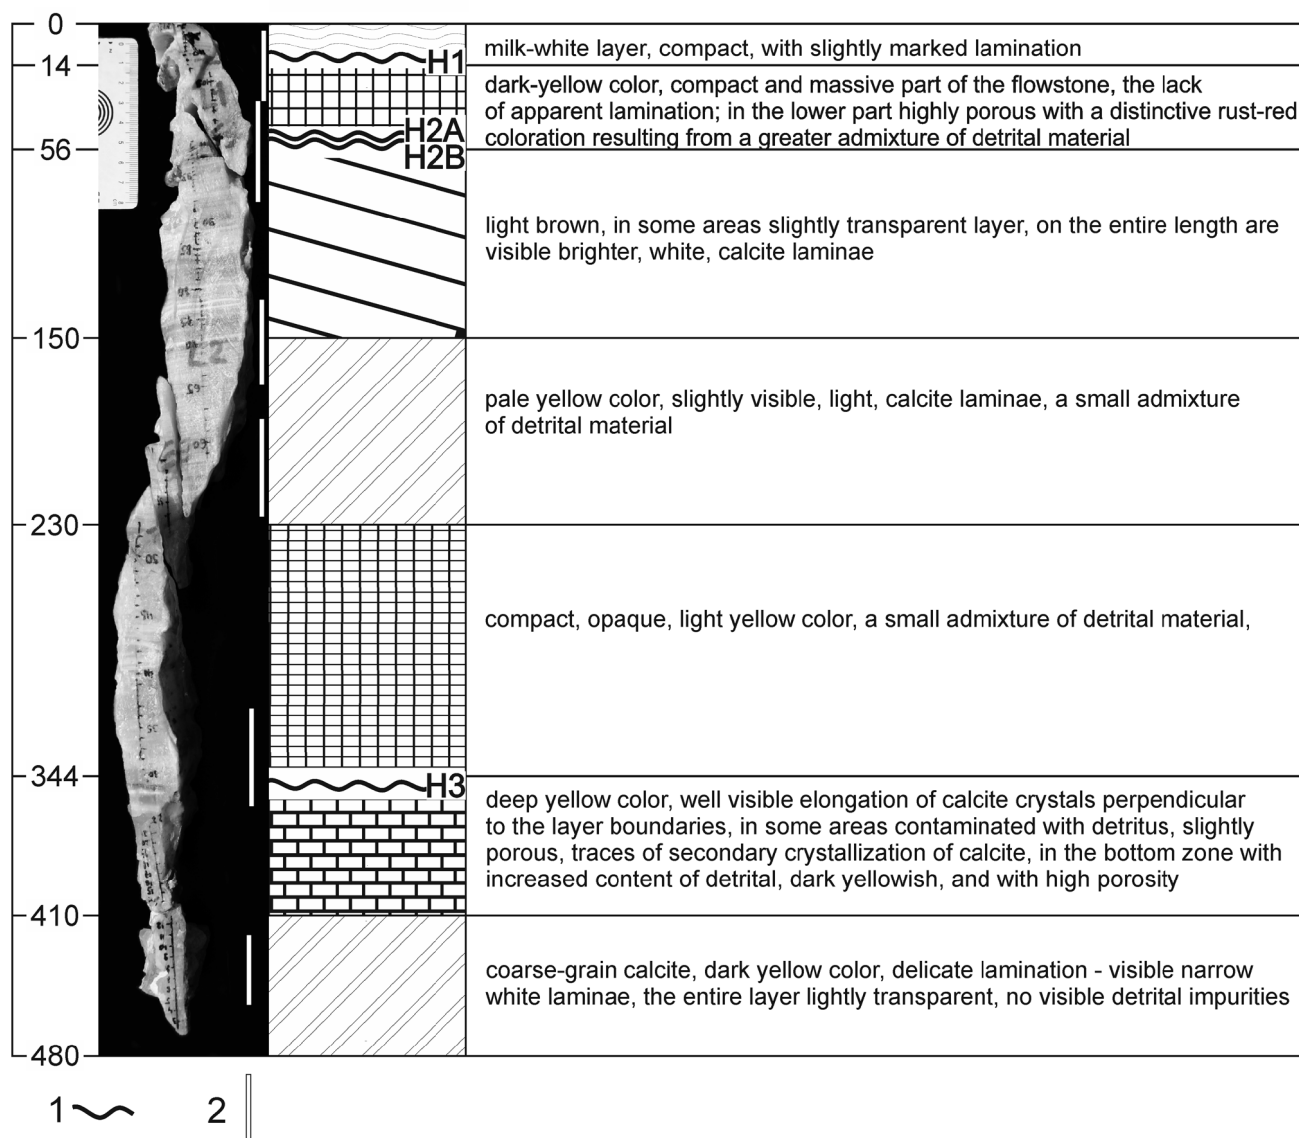 0
milk-white layer, compact, with slightly marked lamination
H1
14
dark-yellow color, compact and massive part of the flowstone, the lack
of apparent lamination; in the lower part highly porous with a distinctive rust-red
coloration resulting from a greater admixture of detrital material
H2A
56
H2B
light brown, in some areas slightly transparent layer, on the entire length are
visible brighter, white, calcite laminae
150
pale yellow color, slightly visible, light, calcite laminae, a small admixture
of detrital material
230
compact, opaque, light yellow color, a small admixture of detrital material,
344
H3
deep yellow color, well visible elongation of calcite crystals perpendicular
to the layer boundaries, in some areas contaminated with detritus, slightly
porous, traces of secondary crystallization of calcite, in the bottom zone with
increased content of detrital, dark yellowish, and with high porosity
410
coarse-grain calcite, dark yellow color, delicate lamination - visible narrow
white laminae, the entire layer lightly transparent, no visible detrital impurities
480
1
2